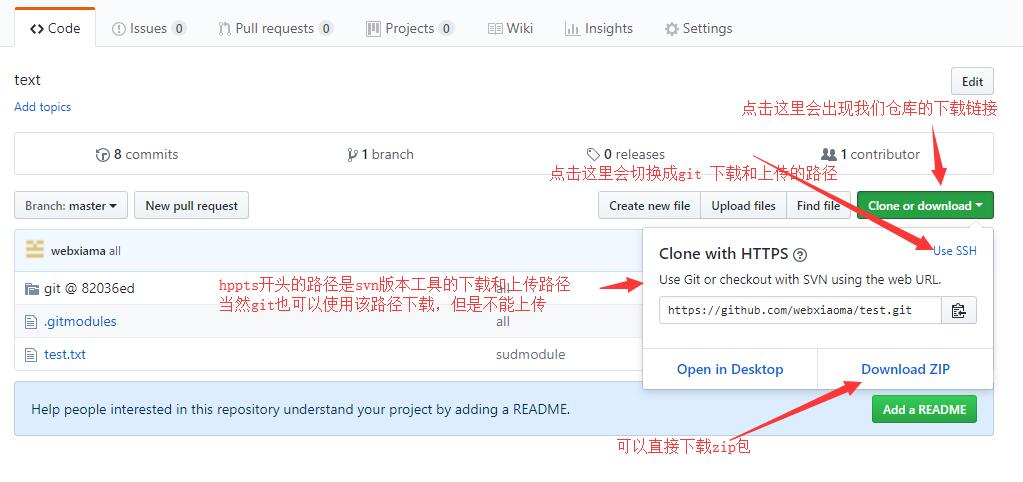 Code Issues 0 Pull requests 0 Projects 0 Wiki Insights Settings
text
Edit
Add topics
点击这里会出现我们仓库的下载链接
8 commits 1 branch 0 releases 1 contributor
点击这里会切换成git 下载和上传的路径
Branch: master New pull request Create new file Upload files Find file Clone or download
webxiama all
Clone with HTTPS Use SSH
Use Git or checkout with SVN using the web URL.
https://github.com/webxiaoma/test.git
Open in Desktop Download ZIP
git @ 82036ed all
hppts开头的路径是svn版本工具的下载和上传路径
当然git也可以使用该路径下载，但是不能上传
.gitmodules all
test.txt sudmodule
Help people interested in this repository understand your project by adding a README. Add a README
可以直接下载zip包